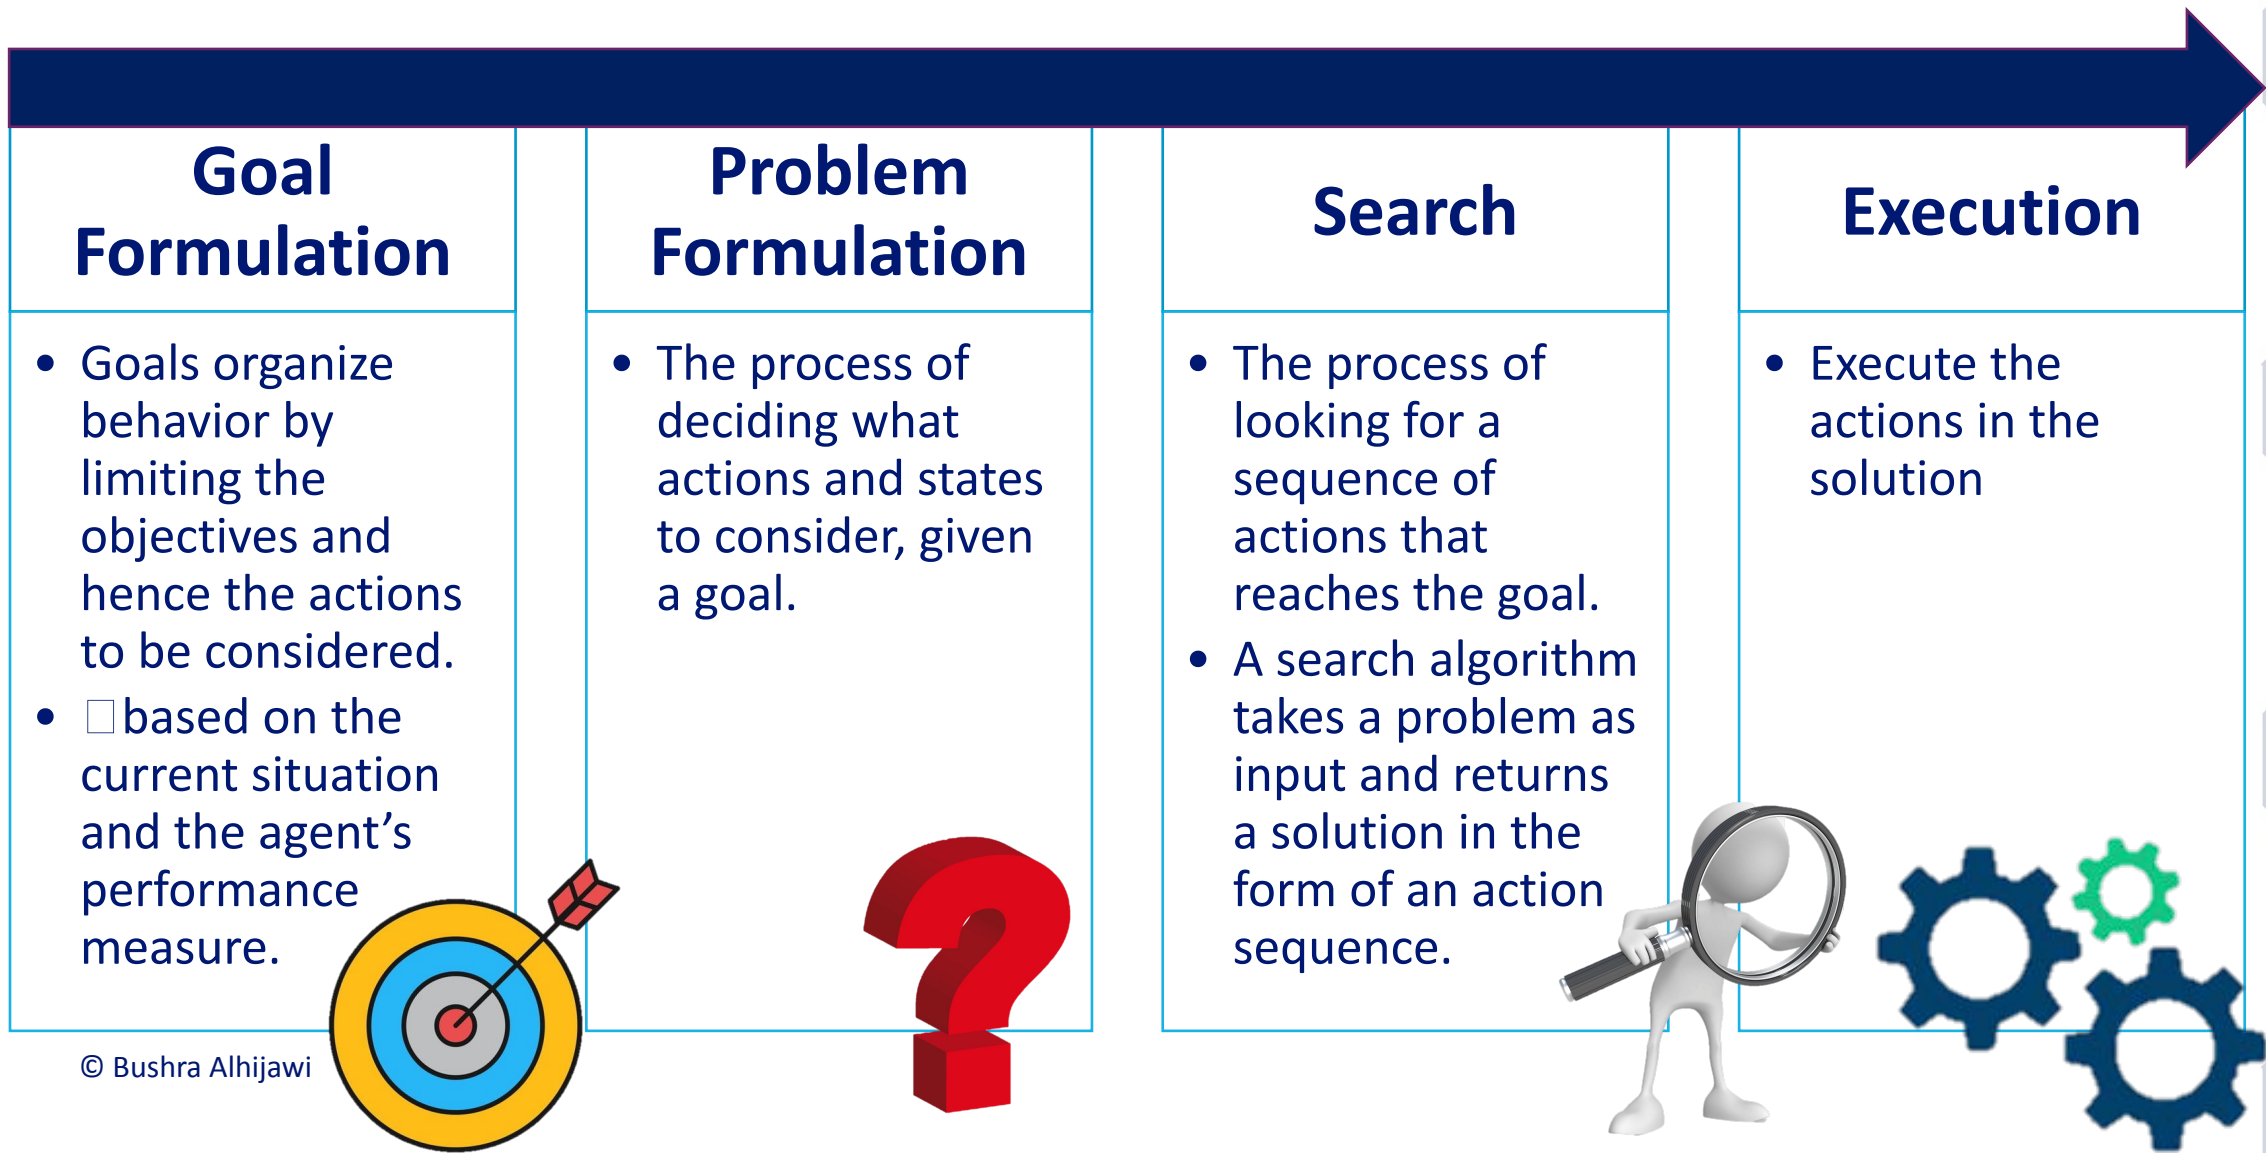 Goal
Formulation
• Goals organize
behavior by
limiting the
objectives and
hence the actions
to be considered.
• □based on the
current situation
and the agent’s
performance
measure.
Problem
Formulation
• The process of
deciding what
actions and states
to consider, given
a goal.
Search
• The process of
looking for a
sequence of
actions that
reaches the goal.
• A search algorithm
takes a problem as
input and returns
a solution in the
form of an action
sequence.
Execution
• Execute the
actions in the
solution
© Bushra Alhijawi